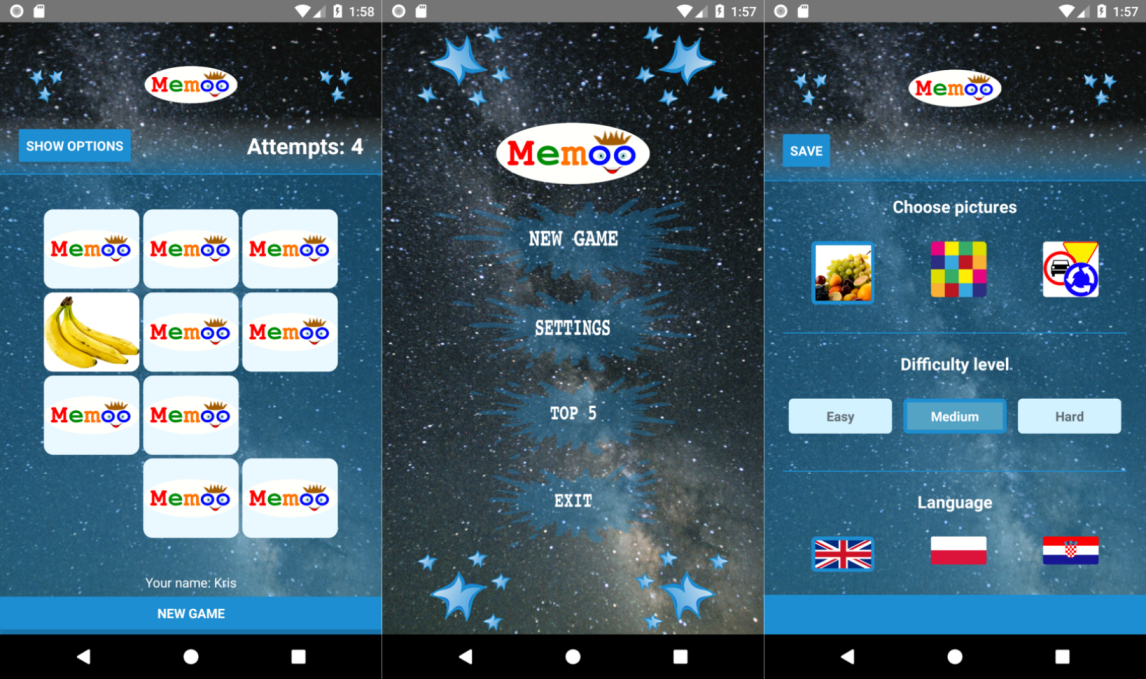 1:58
Memoo
SHOW OPTIONS
Attempts: 4
Memoo Memoo Memoo
Memoo Memoo
Memoo Memoo
Memoo Memoo
Your name: Kris
NEW GAME
1:57
Memoo
NEW GAME
SETTINGS
TOP 5
EXIT
1:57
Memoo
SAVE
Choose pictures
Difficulty level.
Easy Medium Hard
Language